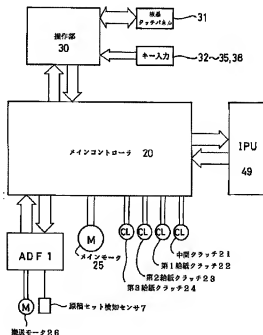 操作部
30
液晶
タッチパネル
31
キー入力
32～35,38
メインコントローラ 20
IPU
49
M
メインモータ
25
CL
CL
CL
CL
中間クラッチ21
第1給紙クラッチ22
第2給紙クラッチ23
第3給紙クラッチ24
ADF1
M
原稿セット検知センサ7
搬送モータ26